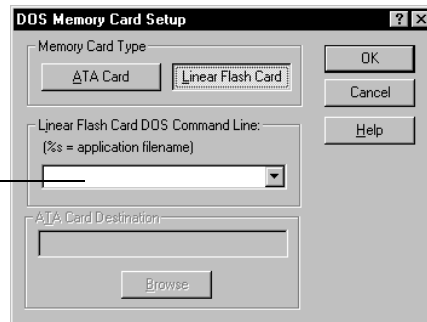 DOS Memory Card Setup
Memory Card Type
ATA Card
Linear Flash Card
OK
Cancel
Help
Linear Flash Card DOS Command Line:
(%s = application filename)
ATA Card Destination
Browse